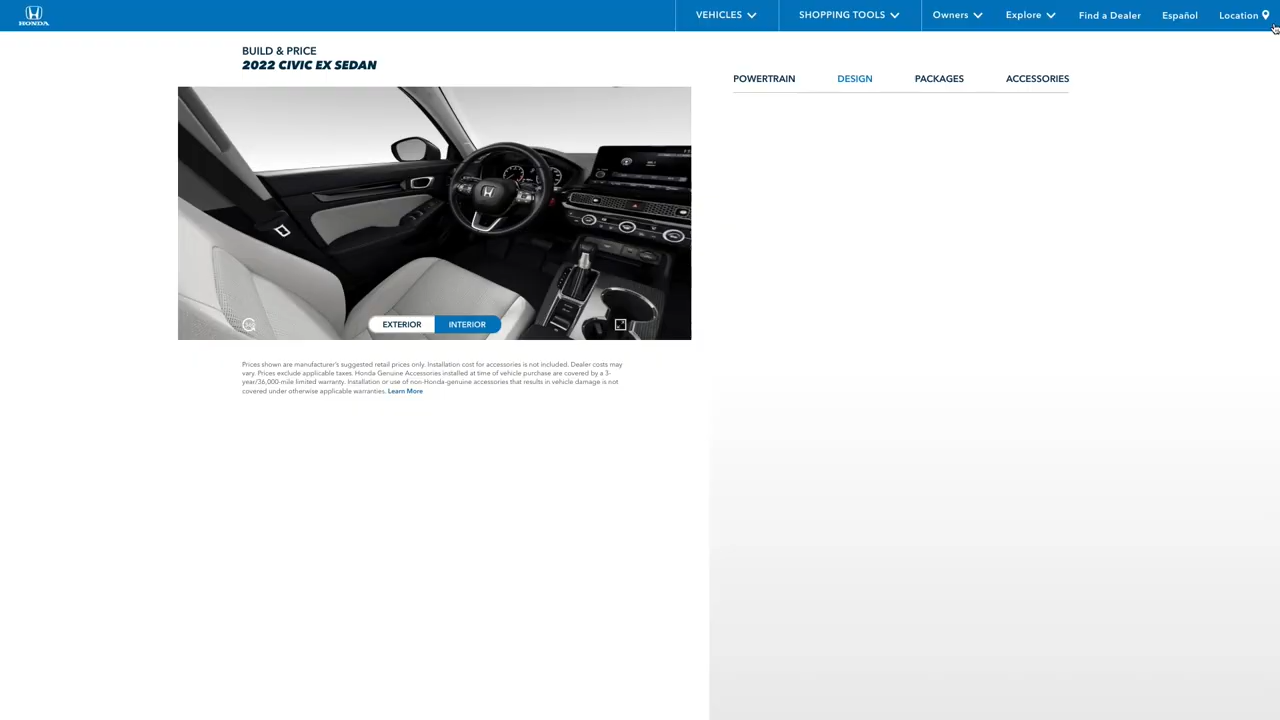 HONDA
VEHICLES
SHOPPING TOOLS
Owners
Explore
Find a Dealer
Español
Location
BUILD & PRICE
2022 CIVIC EX SEDAN
POWERTRAIN
DESIGN
PACKAGES
ACCESSORIES
EXTERIOR
INTERIOR
Prices shown are manufacturer's suggested retail prices only. Installation cost for accessories is not included. Dealer costs may
vary. Prices exclude applicable taxes. Honda Genuine Accessories installed at time of vehicle purchase are covered by a 3-
year/36,000-mile limited warranty. Installation or use of non-Honda-genuine accessories that results in vehicle damage is not
covered under otherwise applicable warranties. Learn More